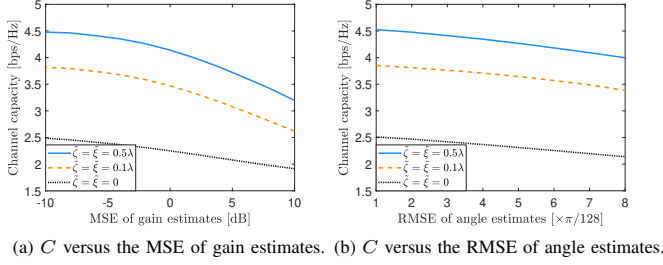 5
4.5
4
3.5
3
2.5
2
1.5
Channel capacity [bps/Hz]
ζ̃ = ξ̃ = 0.5λ
ζ̃ = ξ̃ = 0.1λ
ζ̃ = ξ̃ = 0
-10 -5 0 5 10
MSE of gain estimates [dB]
5
4.5
4
3.5
3
2.5
2
1.5
Channel capacity [bps/Hz]
ζ̃ = ξ̃ = 0.5λ
ζ̃ = ξ̃ = 0.1λ
ζ̃ = ξ̃ = 0
1 2 3 4 5 6 7 8
RMSE of angle estimates [×π/128]
(a) C versus the MSE of gain estimates.
(b) C versus the RMSE of angle estimates.